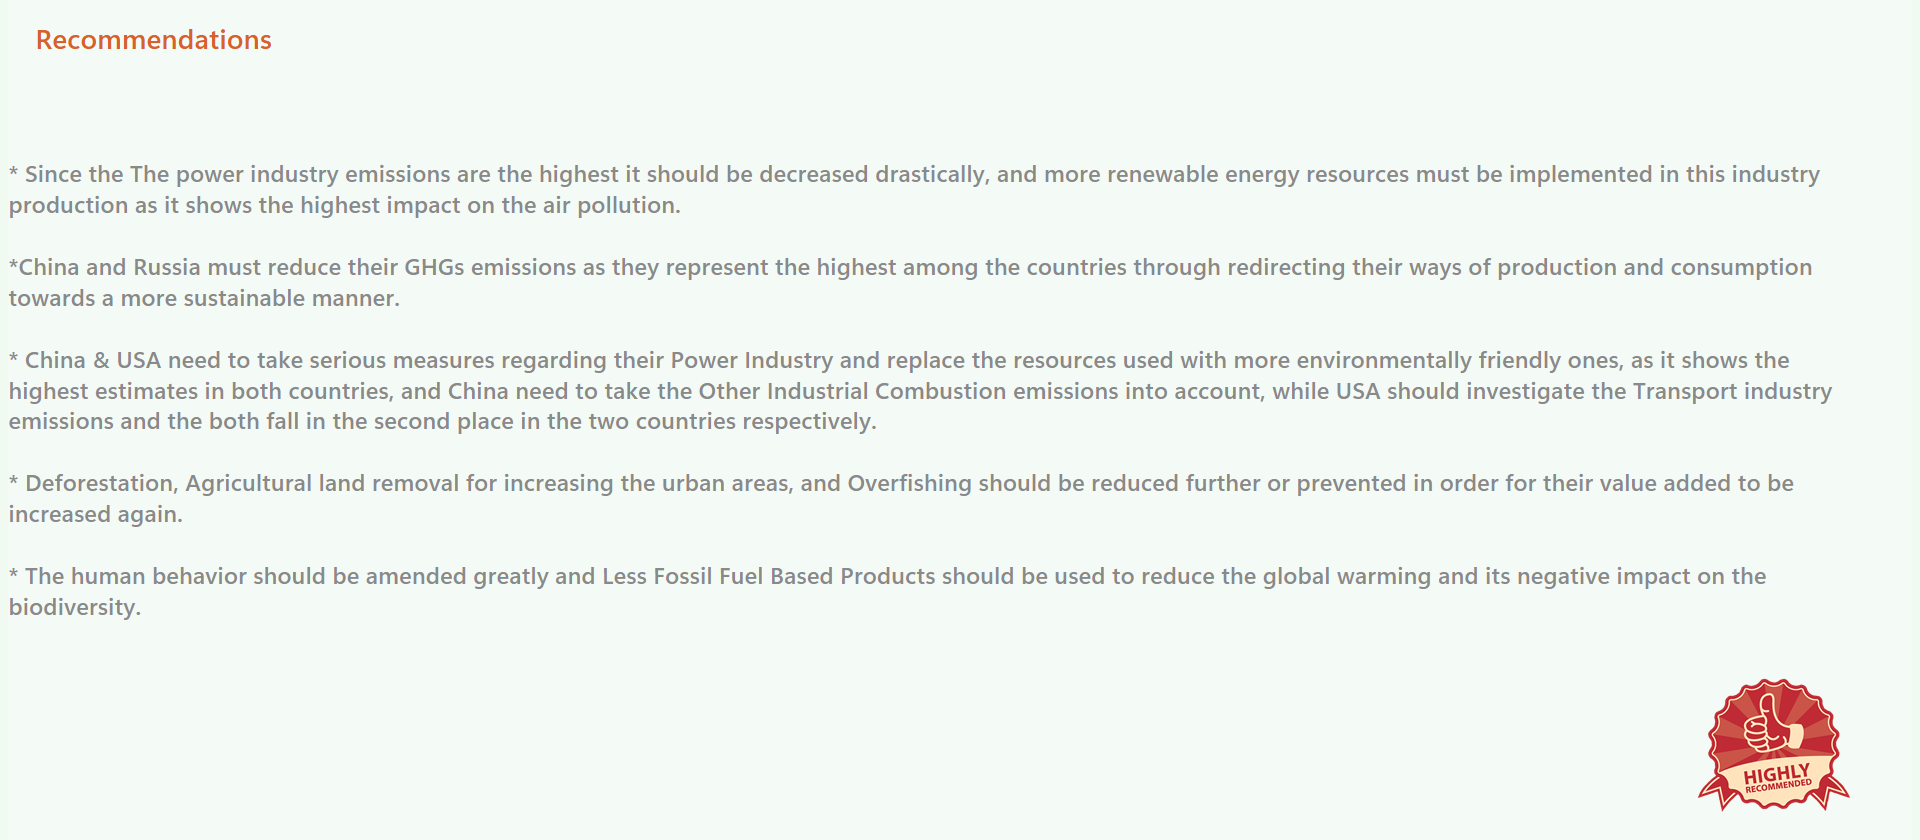 Recommendations
* Since the The power industry emissions are the highest it should be decreased drastically, and more renewable energy resources must be implemented in this industry
production as it shows the highest impact on the air pollution.
*China and Russia must reduce their GHGs emissions as they represent the highest among the countries through redirecting their ways of production and consumption
towards a more sustainable manner.
* China & USA need to take serious measures regarding their Power Industry and replace the resources used with more environmentally friendly ones, as it shows the
highest estimates in both countries, and China need to take the Other Industrial Combustion emissions into account, while USA should investigate the Transport industry
emissions and the both fall in the second place in the two countries respectively.
* Deforestation, Agricultural land removal for increasing the urban areas, and Overfishing should be reduced further or prevented in order for their value added to be
increased again.
* The human behavior should be amended greatly and Less Fossil Fuel Based Products should be used to reduce the global warming and its negative impact on the
biodiversity.
HIGHLY
RECOMMENDED